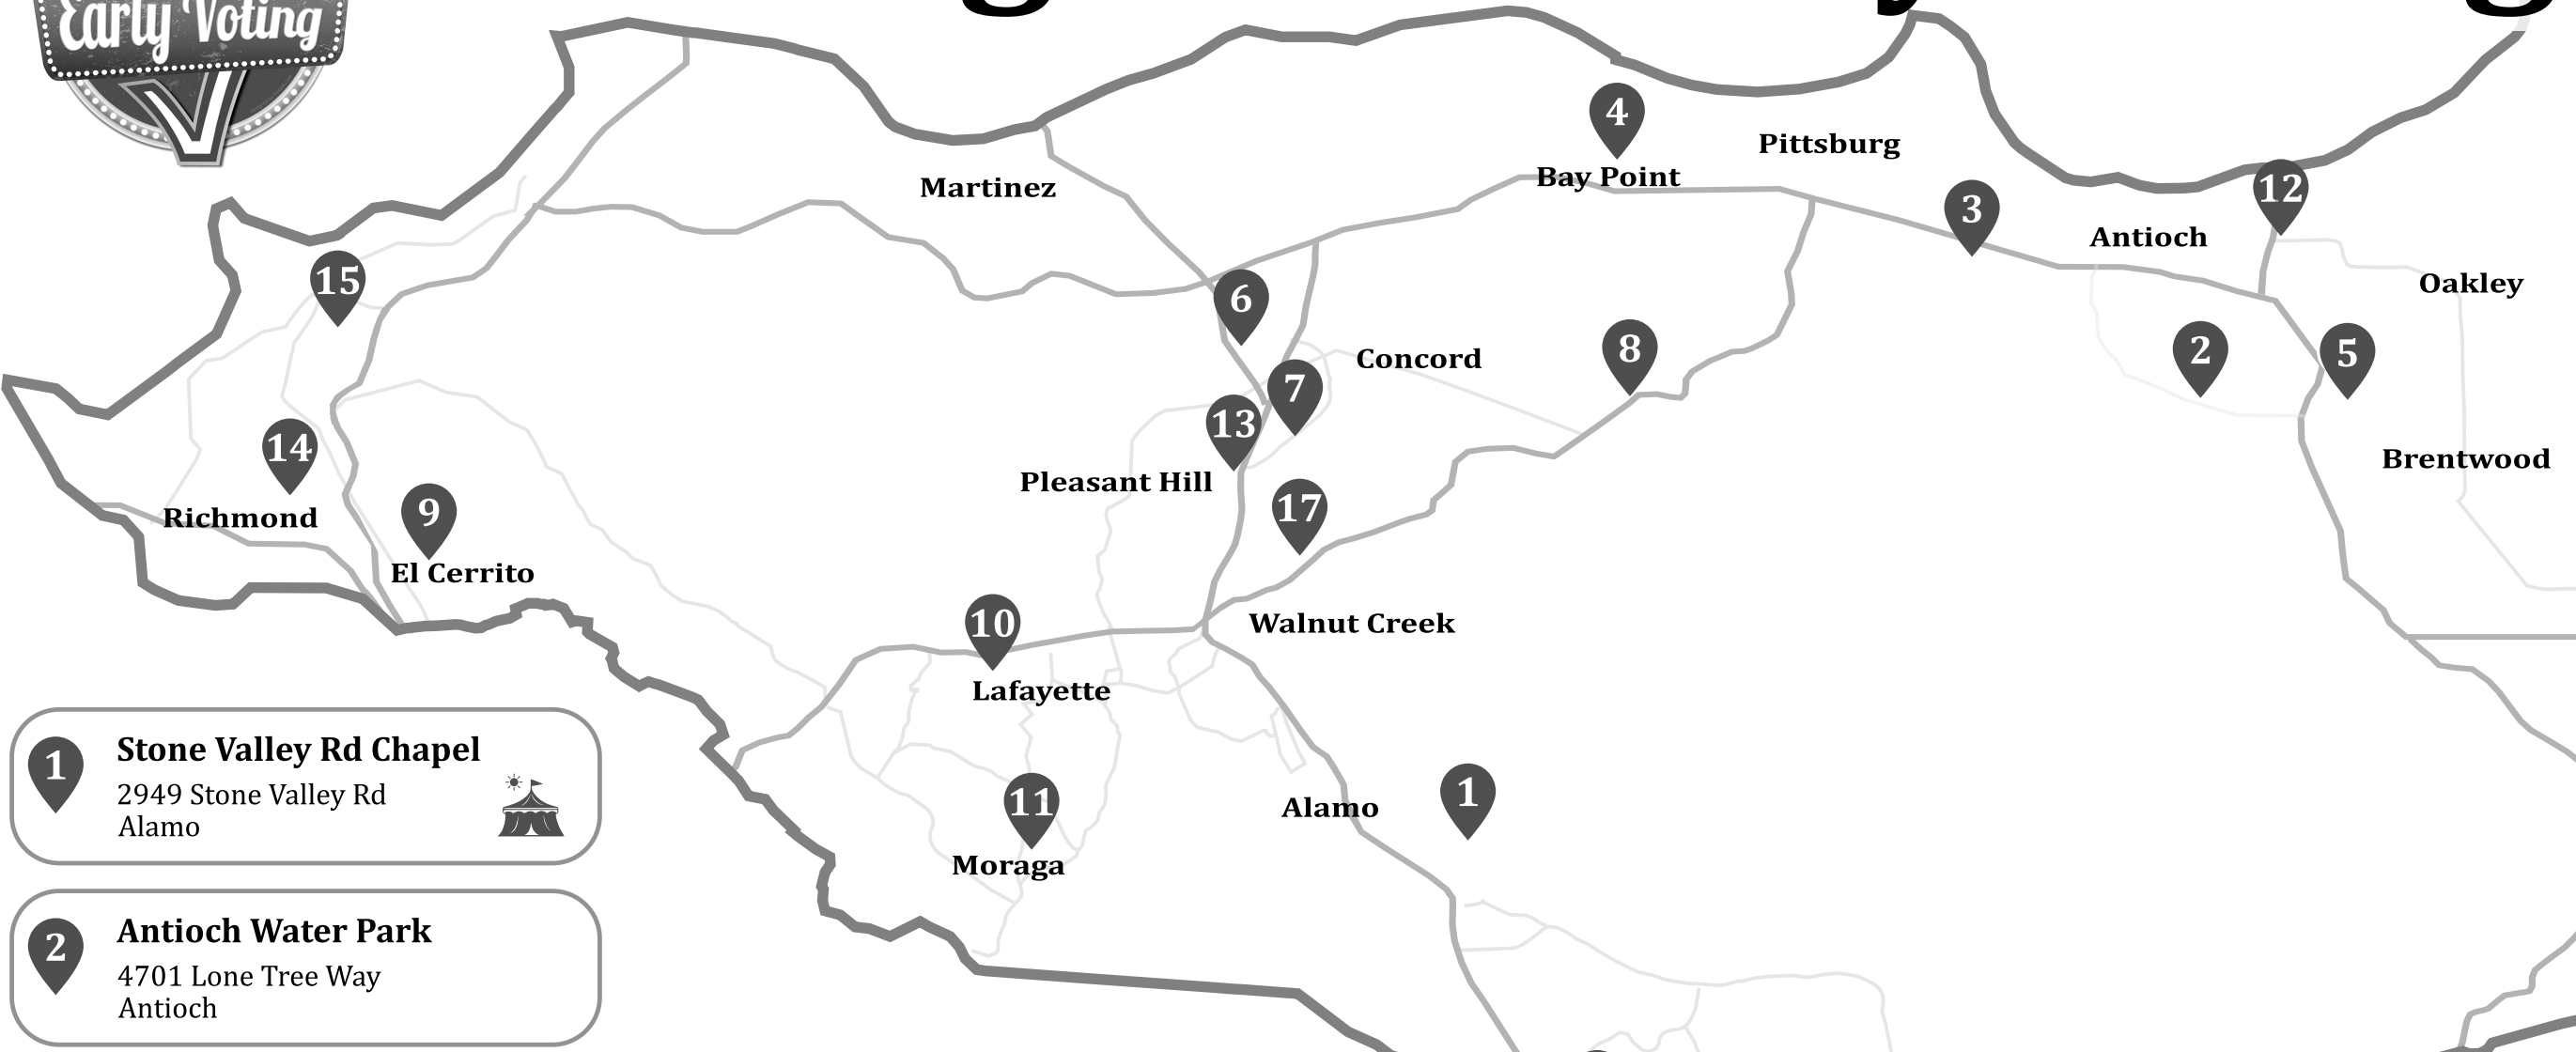 Early Voting
4
Pittsburg
Bay Point
Martinez
12
3
Antioch
15
6
Oakley
8
2
5
Concord
7
13
14
Brentwood
Pleasant Hill
17
9
Richmond
El Cerrito
10
Walnut Creek
Lafayette
1
Stone Valley Rd Chapel
2949 Stone Valley Rd
Alamo
11
Alamo
1
Moraga
2
Antioch Water Park
4701 Lone Tree Way
Antioch